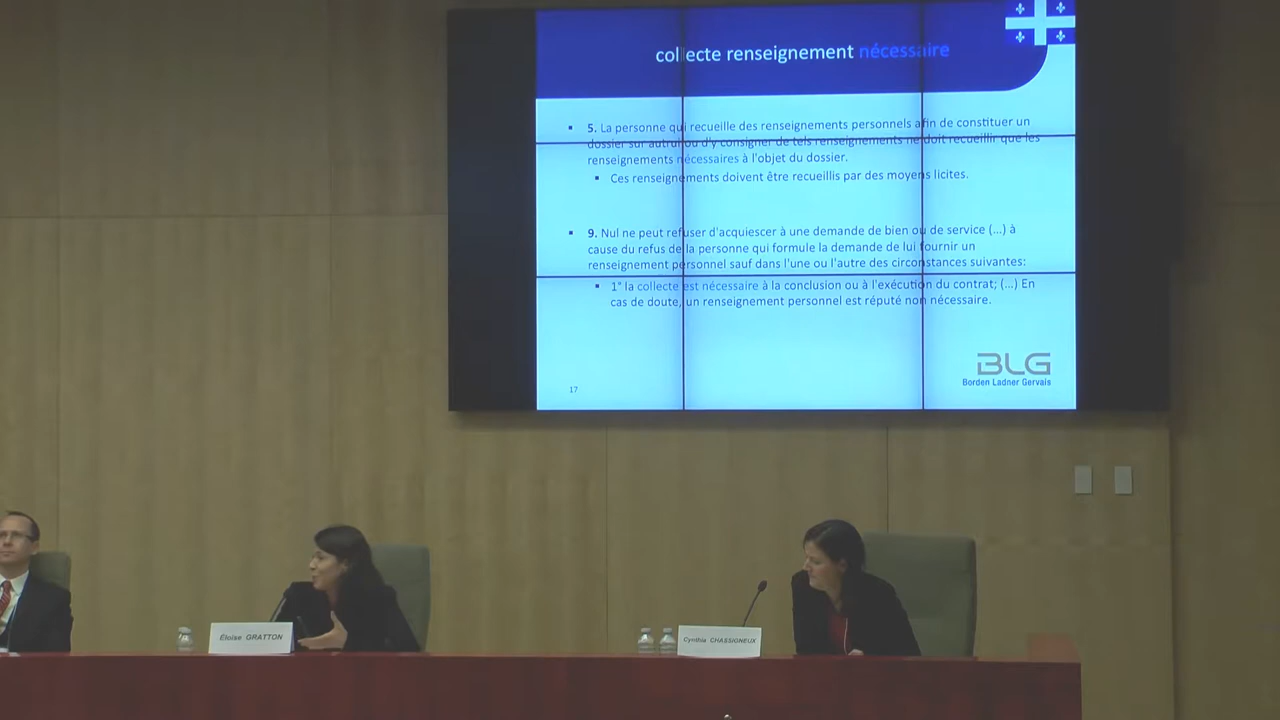 collecte renseignement nécessaire
5. La personne qui recueille des renseignements personnels afin de constituer un
dossier sur autrui ou d'y consigner de tels renseignements ne doit recueillir que les
renseignements nécessaires à l'objet du dossier.
Ces renseignements doivent être recueillis par des moyens licites.
9. Nul ne peut refuser d'acquiescer à une demande de bien ou de service (...) à
cause du refus de la personne qui formule la demande de lui fournir un
renseignement personnel sauf dans l'une ou l'autre des circonstances suivantes:
1° la collecte est nécessaire à la conclusion ou à l'exécution du contrat; (...) En
cas de doute, un renseignement personnel est réputé non nécessaire.
BLG
Borden Ladner Gervais
17
Éloïse GRATTON
Cynthia CHASSIGNEUX